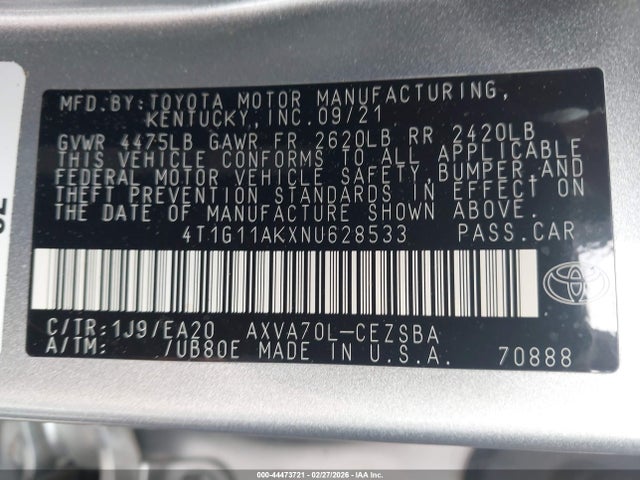 MFD.BY:TOYOTA MOTOR MANUFACTURING,
KENTUCKY,INC.09/21
GVWR 4475LB GAWR FR 2620LB RR 2420LB
THIS VEHICLE CONFORMS TO ALL APPLICABLE
FEDERAL MOTOR VEHICLE SAFETY,BUMPER,AND
THEFT PREVENTION STANDARDS IN EFFECT ON
THE DATE OF MANUFACTURE SHOWN ABOVE.
4T1G11AKXNU628533 PASS.CAR
C/TR:1J9/EA20 AXVA70L-CEZSBA
A/TM: /UB80E MADE IN U.S.A. 70888
000-44473721 - 02/27/2026 - IAAI.COM